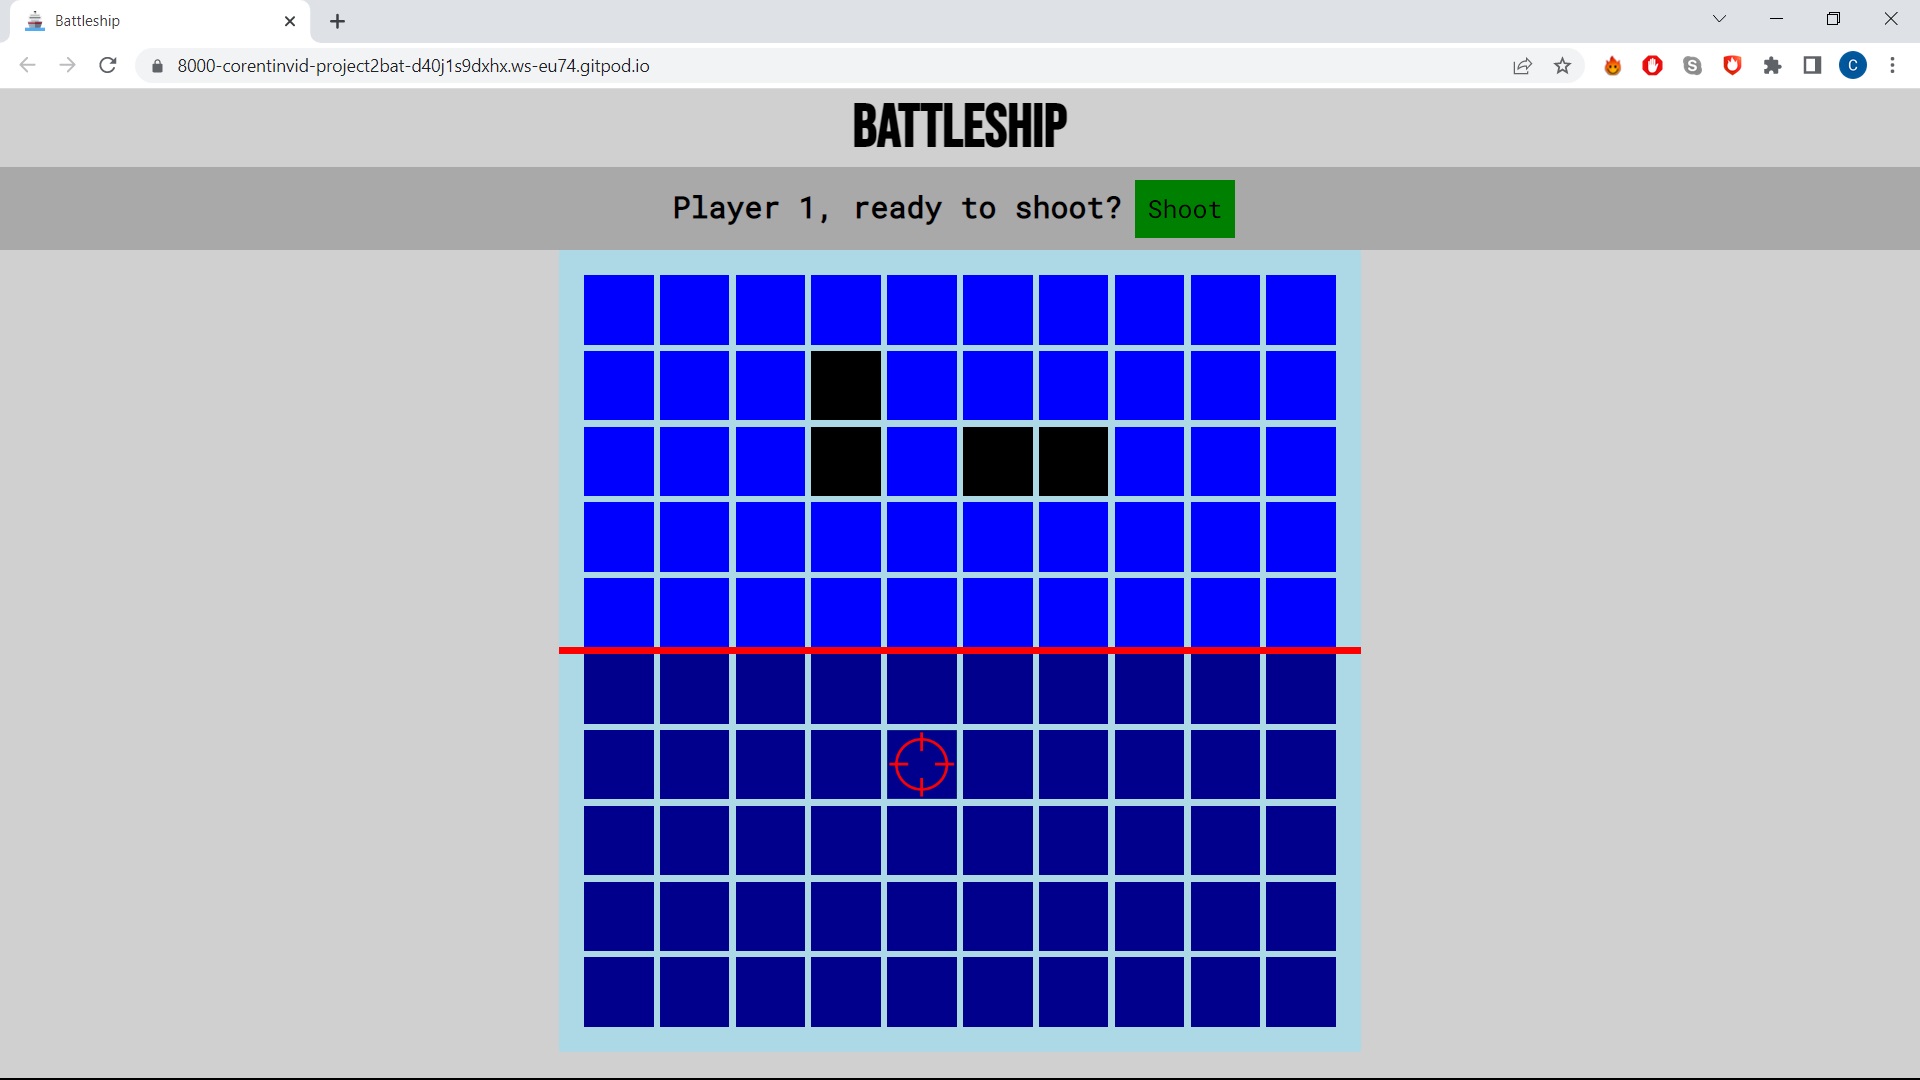 Battleship
8000-corentinvid-project2bat-d40j1s9dxhx.ws-eu74.gitpod.io
C
BATTLESHIP
Player 1, ready to shoot? Shoot